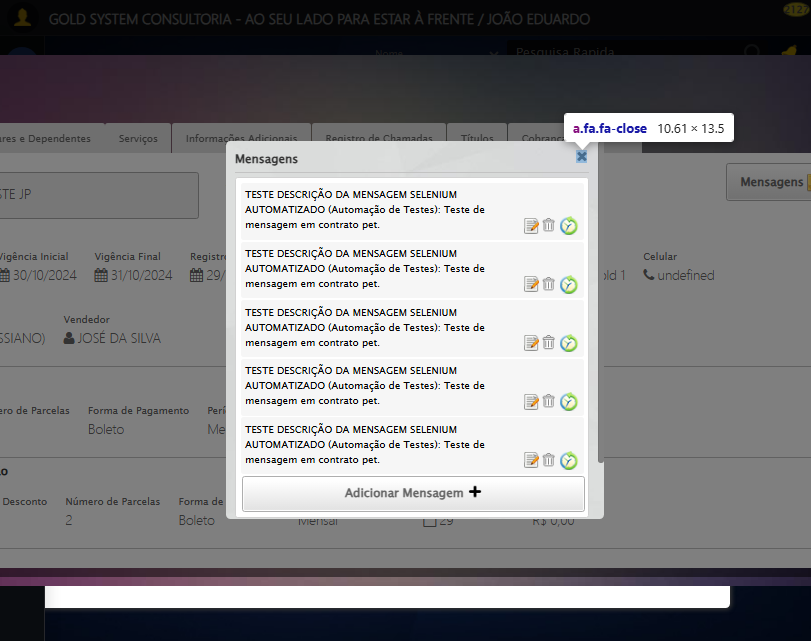 GOLD SYSTEM CONSULTORIA - AO SEU LADO PARA ESTAR À FRENTE / JOÃO EDUARDO
2127
Nome
Pesquisa Rapida
a.fa.fa-close 10.61 × 13.5
ares e Dependentes
Serviços
Informações Adicionais
Registro de Chamadas
Títulos
Cobranç
Mensagens
STE JP
Mensagens
TESTE DESCRIÇÃO DA MENSAGEM SELENIUM
AUTOMATIZADO (Automação de Testes): Teste de
mensagem em contrato pet.
TESTE DESCRIÇÃO DA MENSAGEM SELENIUM
AUTOMATIZADO (Automação de Testes): Teste de
mensagem em contrato pet.
TESTE DESCRIÇÃO DA MENSAGEM SELENIUM
AUTOMATIZADO (Automação de Testes): Teste de
mensagem em contrato pet.
TESTE DESCRIÇÃO DA MENSAGEM SELENIUM
AUTOMATIZADO (Automação de Testes): Teste de
mensagem em contrato pet.
TESTE DESCRIÇÃO DA MENSAGEM SELENIUM
AUTOMATIZADO (Automação de Testes): Teste de
mensagem em contrato pet.
Adicionar Mensagem
Vigência Inicial Vigência Final Registr Celular
30/10/2024 31/10/2024 29/ old 1 undefined
Vendedor
SSIANO) JOSÉ DA SILVA
ero de Parcelas Forma de Pagamento Perí
Boleto Me
o
Desconto Número de Parcelas Forma de
2 Boleto Mensal 29 R$ 0,00